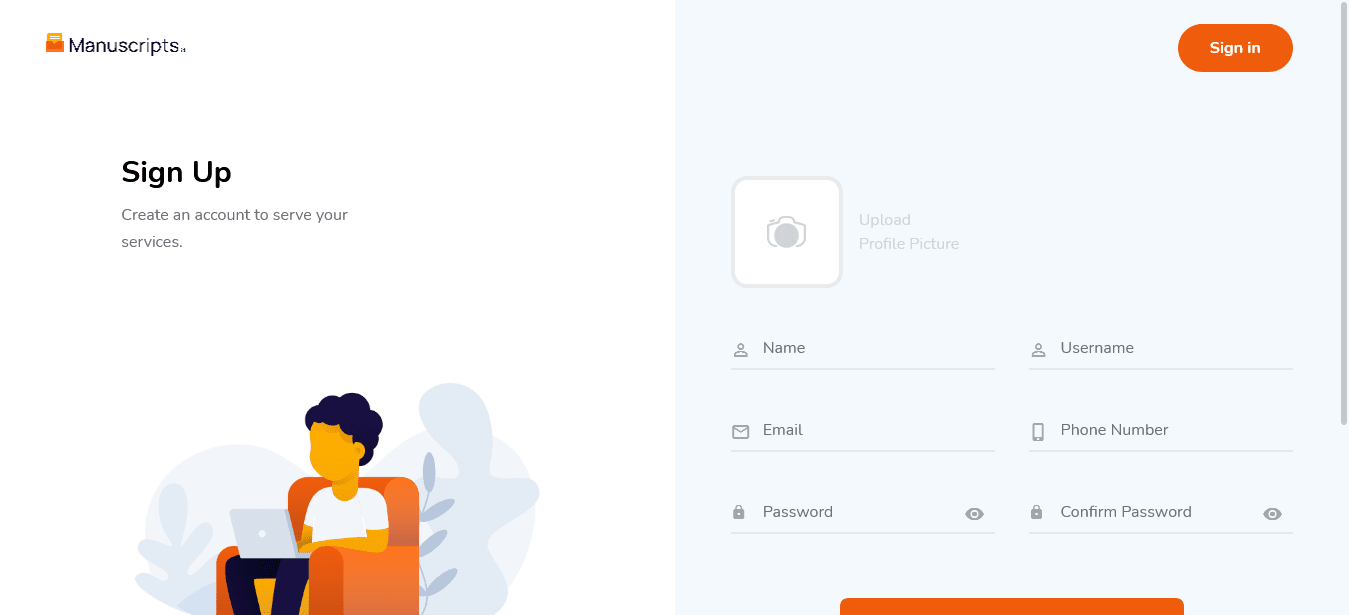 Manuscripts
Sign in
Sign Up
Create an account to serve your
services.
Upload
Profile Picture
Name
Username
Email
Phone Number
Password
Confirm Password